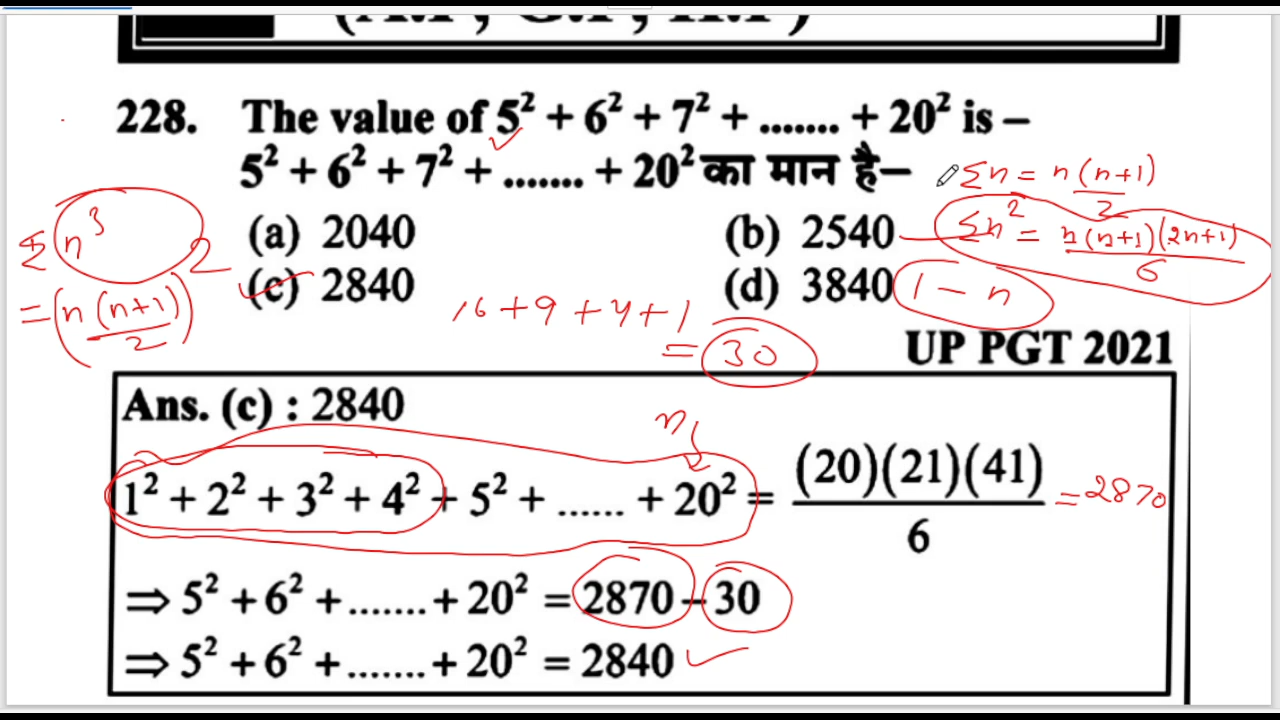 228. The value of 5² + 6² + 7² + ........ + 20² is –
5² + 6² + 7² + ........ + 20² का मान है–
Σn = n(n+1)/2
(a) 2040 (b) 2540
Σn² = n(n+1)(2n+1)/6
Σn³ = (n(n+1)/2)²
(c) 2840 (d) 3840
1 – n
16+9+4+1
= 30
UP PGT 2021
Ans. (c) : 2840
n
1² + 2² + 3² + 4² + 5² + ...... + 20² = (20)(21)(41)/6 = 2870
⇒ 5² + 6² + ....... + 20² = 2870 – 30
⇒ 5² + 6² + ....... + 20² = 2840